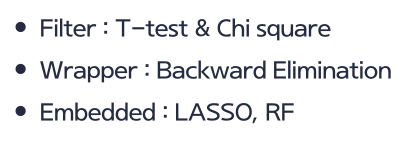 • Filter : T-test & Chi square
• Wrapper : Backward Elimination
• Embedded : LASSO, RF